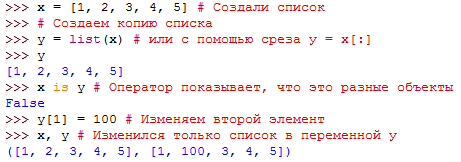 >>> x = [1, 2, 3, 4, 5] # Создали список
>>> # Создаем копию списка
>>> y = list(x) # или с помощью среза y = x[:]
>>> y
[1, 2, 3, 4, 5]
>>> x is y # Оператор показывает, что это разные объекты
False
>>> y[1] = 100 # Изменяем второй элемент
>>> x, y # Изменился только список в переменной y
([1, 2, 3, 4, 5], [1, 100, 3, 4, 5])